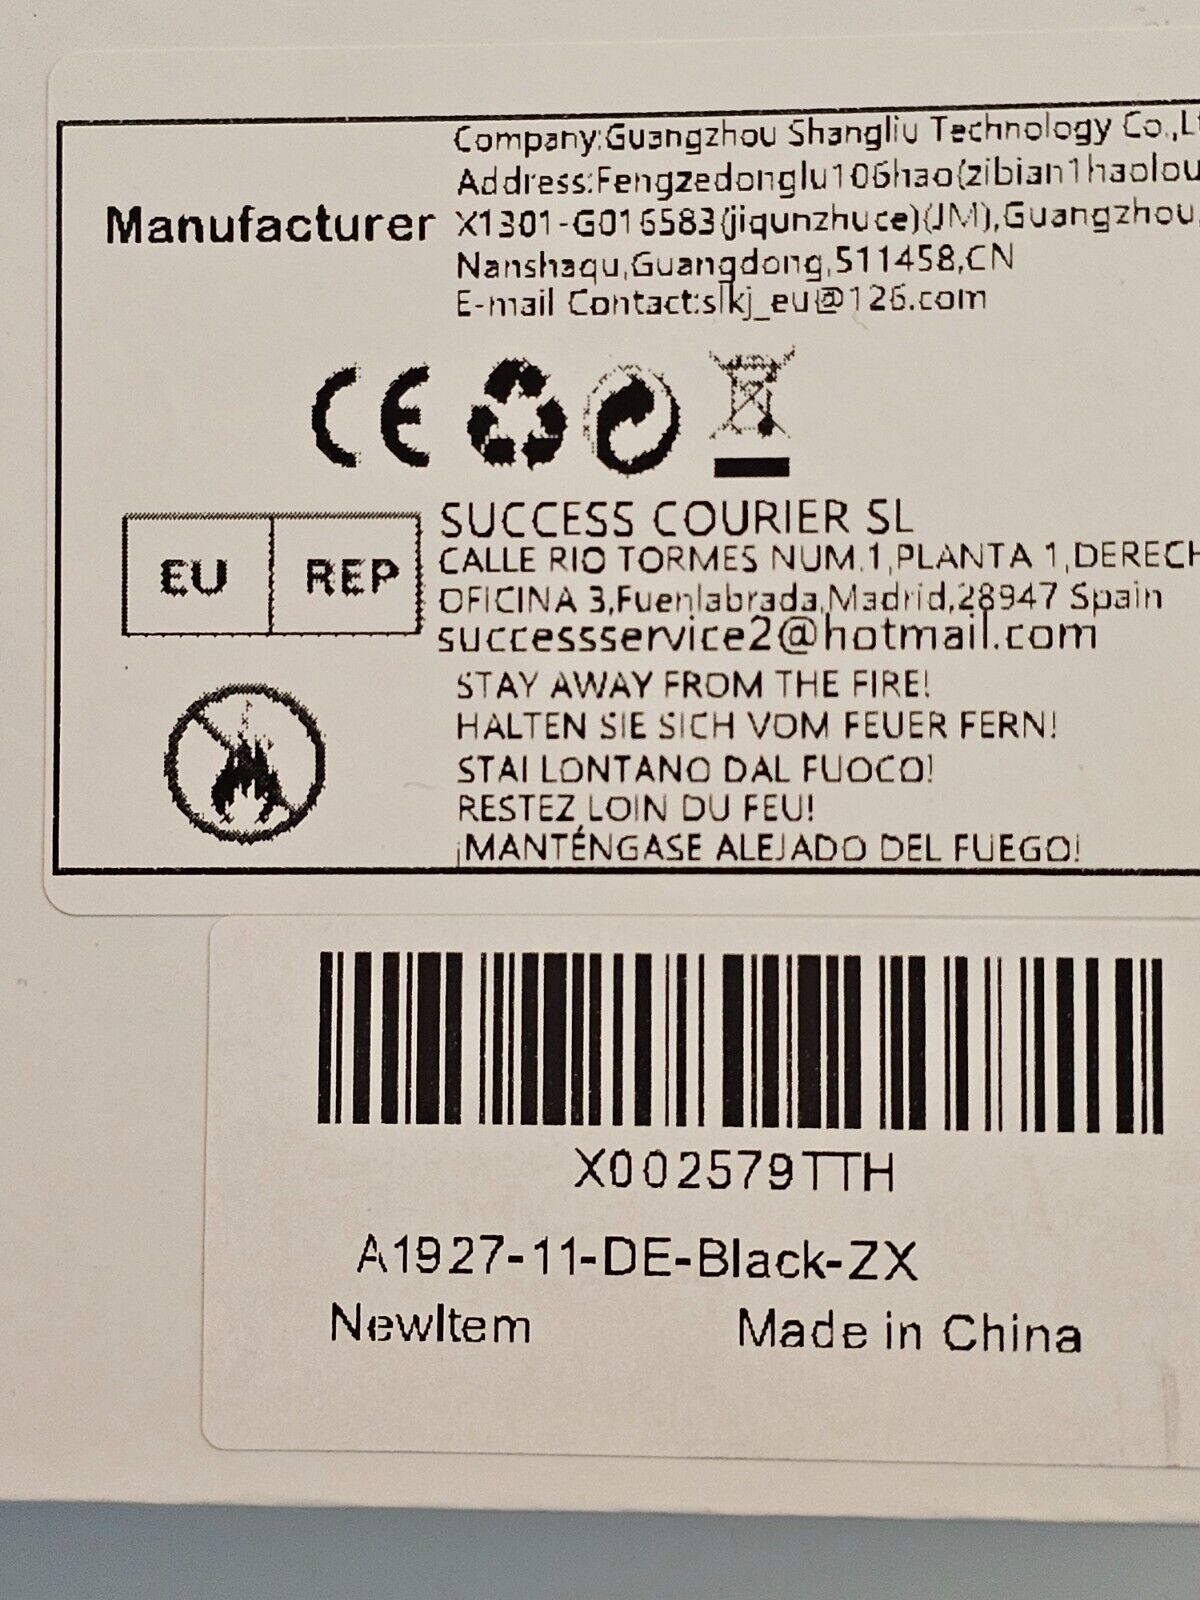 Company:Guangzhou Shangliu Technology Co.,Lt
Address:Fengzedonglu106hao(zibian1haolou
Manufacturer X1301-G016583(jiqunzhuce)(JM),Guangzhou,
Nanshaqu,Guangdong,511458,CN
E-mail Contact:slkj_eu@126.com
CE
SUCCESS COURIER SL
CALLE RIO TORMES NUM.1,PLANTA 1,DERECH
EU REP
OFICINA 3,Fuenlabrada,Madrid,28947 Spain
successservice2@hotmail.com
STAY AWAY FROM THE FIRE!
HALTEN SIE SICH VOM FEUER FERN!
STAI LONTANO DAL FUOCO!
RESTEZ LOIN DU FEU!
¡MANTÉNGASE ALEJADO DEL FUEGO!
X002579TTH
A1927-11-DE-Black-ZX
NewItem Made in China